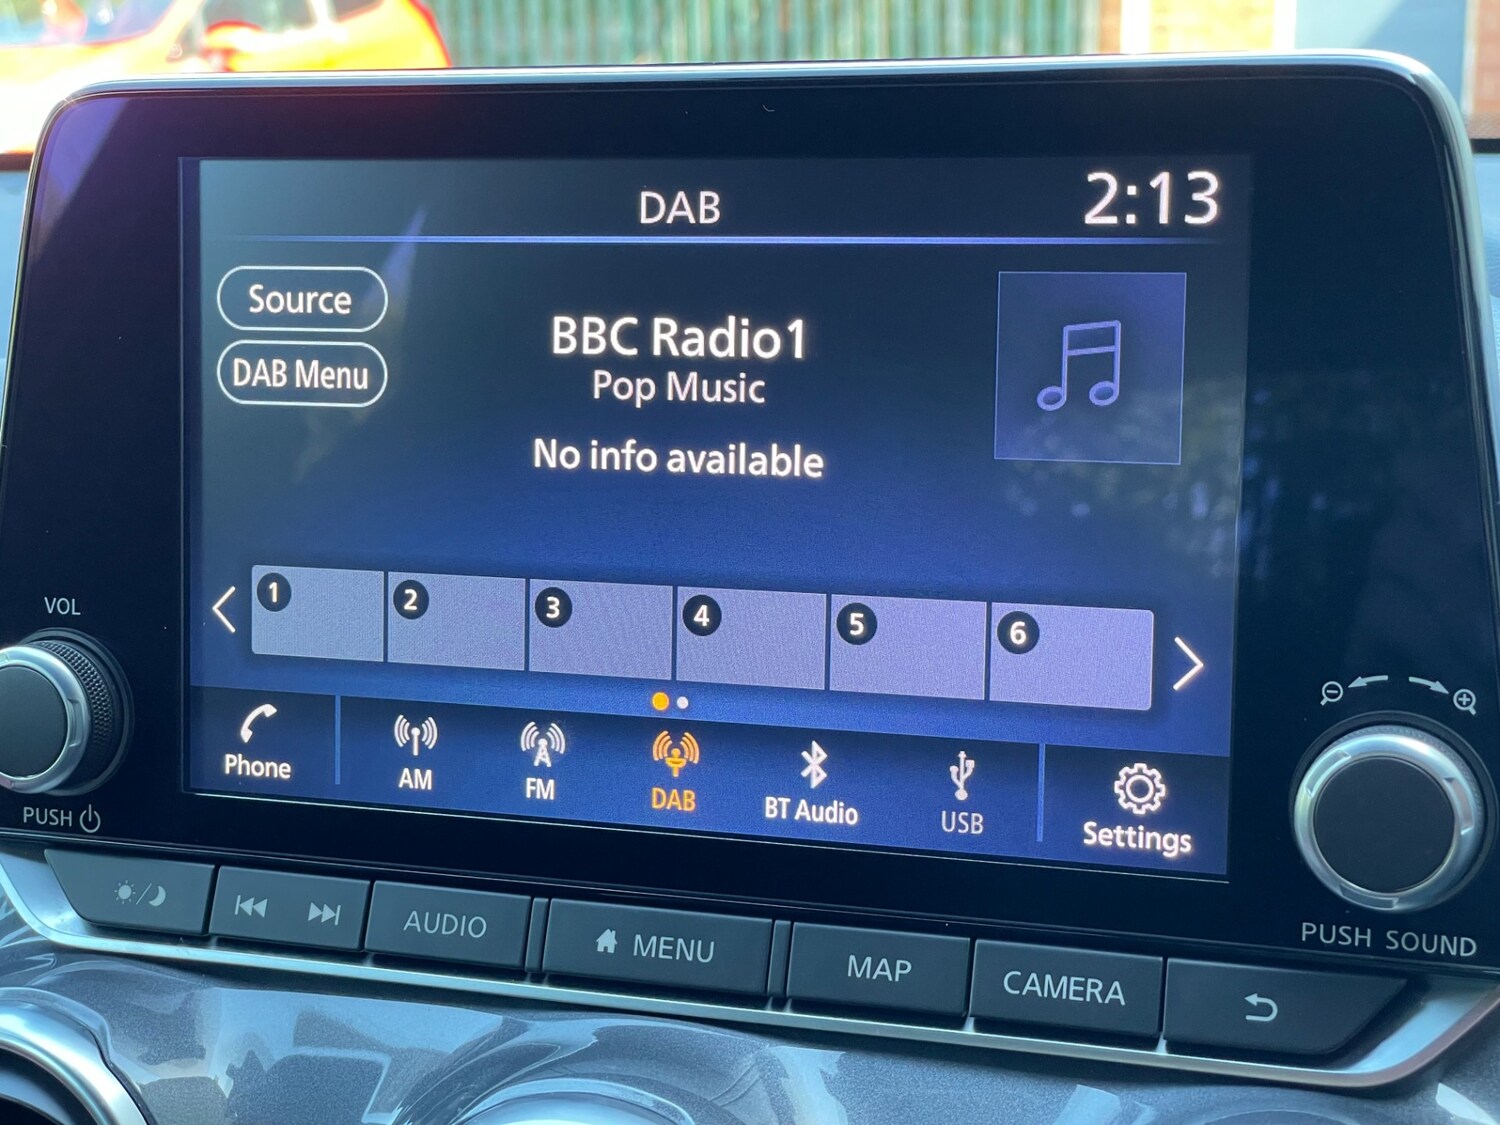 DAB
2:13
Source
DAB Menu
BBC Radio1
Pop Music
No info available
1 2 3 4 5 6
VOL
PUSH
Phone
AM
FM
DAB
BT Audio
USB
Settings
PUSH SOUND
AUDIO
MENU
MAP
CAMERA